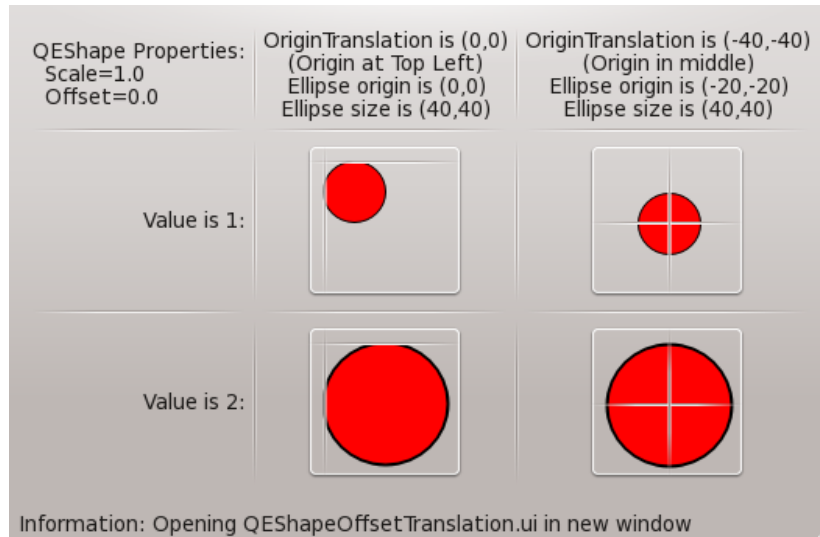 QEShape Properties:
Scale=1.0
Offset=0.0
OriginTranslation is (0,0)
(Origin at Top Left)
Ellipse origin is (0,0)
Ellipse size is (40,40)
OriginTranslation is (-40,-40)
(Origin in middle)
Ellipse origin is (-20,-20)
Ellipse size is (40,40)
Value is 1:
Value is 2:
Information: Opening QEShapeOffsetTranslation.ui in new window